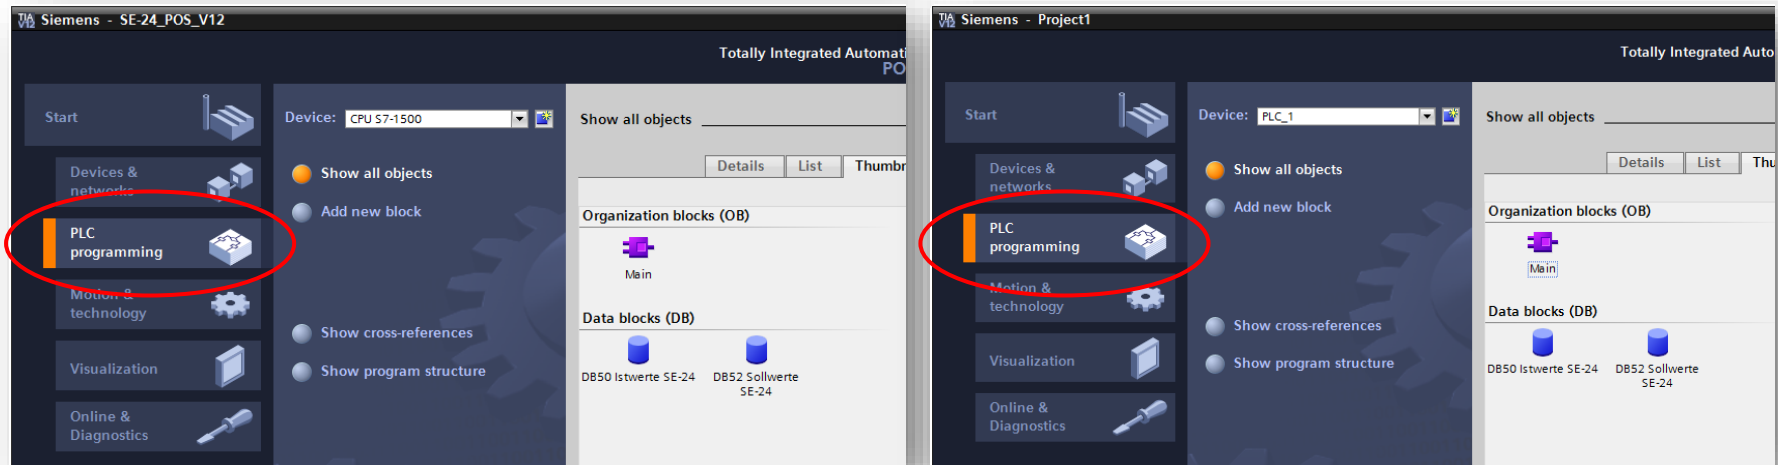 TIA V12 Siemens - SE-24_POS_V12
Totally Integrated Automati
PO
Start
Devices &
networks
PLC
programming
Motion &
technology
Visualization
Online &
Diagnostics
Device: CPU S7-1500
Show all objects
Add new block
Show cross-references
Show program structure
Show all objects
Details List Thumbn
Organization blocks (OB)
Main
Data blocks (DB)
DB50 Istwerte SE-24 DB52 Sollwerte
SE-24
TIA V12 Siemens - Project1
Totally Integrated Auto
Start
Devices &
networks
PLC
programming
Motion &
technology
Visualization
Online &
Diagnostics
Device: PLC_1
Show all objects
Add new block
Show cross-references
Show program structure
Show all objects
Details List Thu
Organization blocks (OB)
Main
Data blocks (DB)
DB50 Istwerte SE-24 DB52 Sollwerte
SE-24